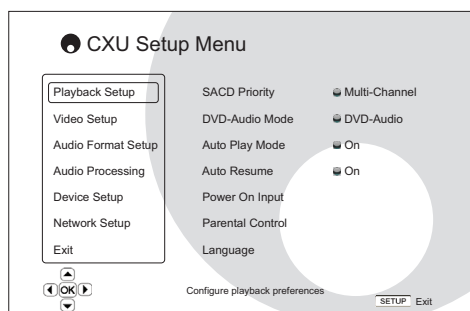 CXU Setup Menu
Playback Setup
Video Setup
Audio Format Setup
Audio Processing
Device Setup
Network Setup
Exit
SACD Priority Multi-Channel
DVD-Audio Mode DVD-Audio
Auto Play Mode On
Auto Resume On
Power On Input
Parental Control
Language
OK
Configure playback preferences
SETUP Exit